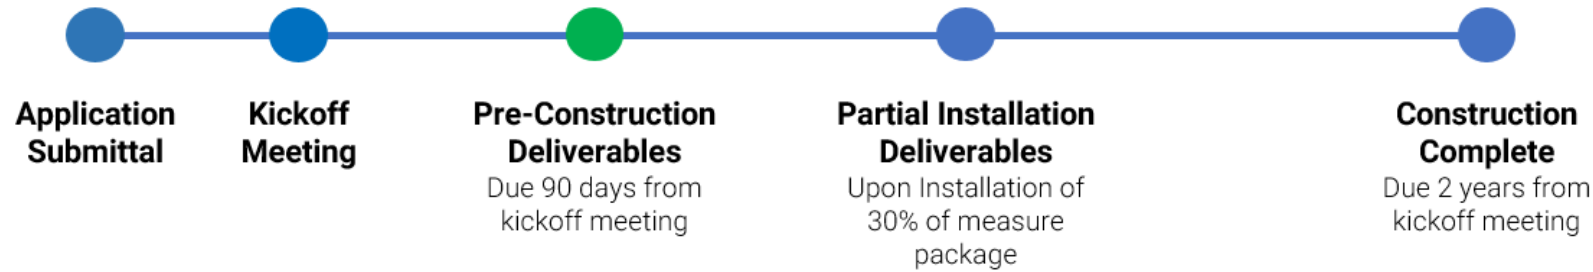 Application
Submittal
Kickoff
Meeting
Pre-Construction
Deliverables
Due 90 days from
kickoff meeting
Partial Installation
Deliverables
Upon Installation of
30% of measure
package
Construction
Complete
Due 2 years from
kickoff meeting